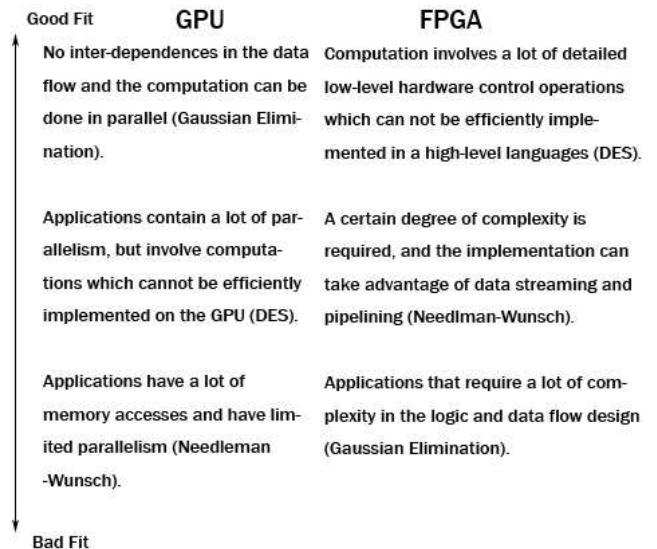 Good Fit
GPU
FPGA
No inter-dependences in the data
flow and the computation can be
done in parallel (Gaussian Elimi-
nation).
Computation involves a lot of detailed
low-level hardware control operations
which can not be efficiently imple-
mented in a high-level languages (DES).
Applications contain a lot of par-
allelism, but involve computa-
tions which cannot be efficiently
implemented on the GPU (DES).
A certain degree of complexity is
required, and the implementation can
take advantage of data streaming and
pipelining (Needlman-Wunsch).
Applications have a lot of
memory accesses and have lim-
ited parallelism (Needleman
-Wunsch).
Applications that require a lot of com-
plexity in the logic and data flow design
(Gaussian Elimination).
Bad Fit